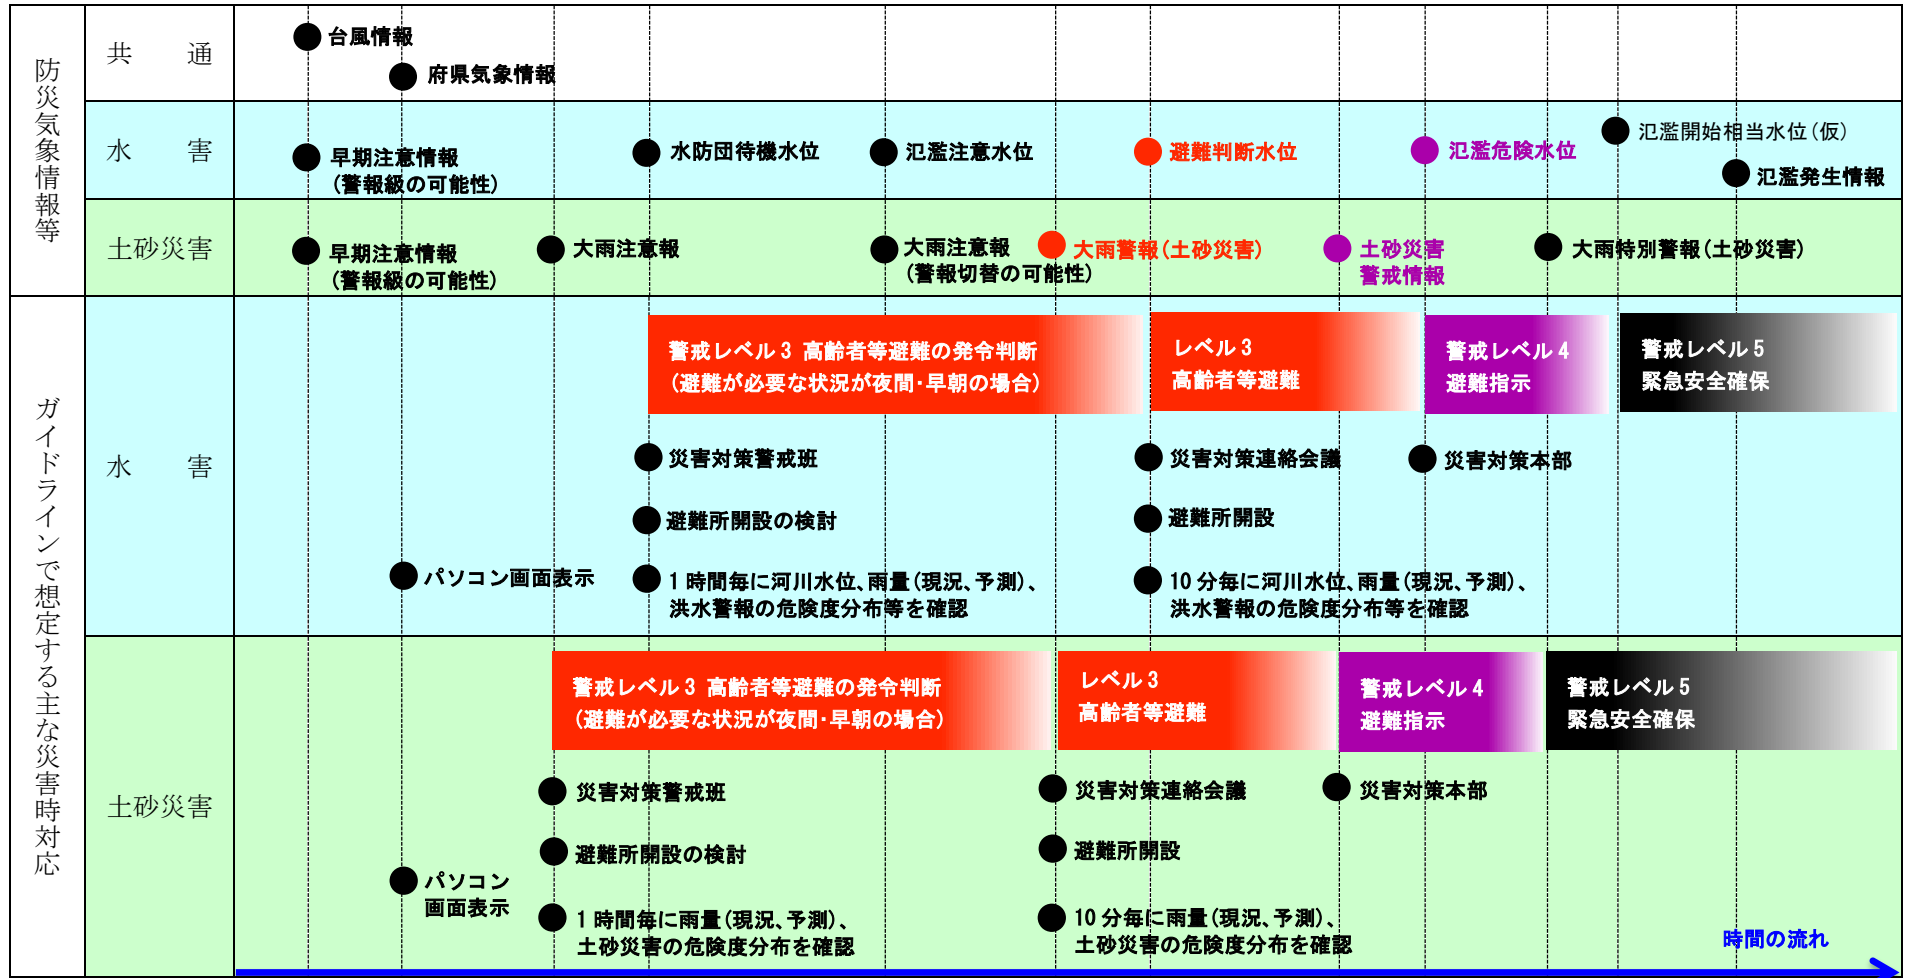 防災気象情報等
共　　通
台風情報
府県気象情報
水　　害
早期注意情報
（警報級の可能性）
水防団待機水位
氾濫注意水位
避難判断水位
氾濫危険水位
氾濫開始相当水位（仮）
氾濫発生情報
土砂災害
早期注意情報
（警報級の可能性）
大雨注意報
大雨注意報
（警報切替の可能性）
大雨警報（土砂災害）
土砂災害
警戒情報
大雨特別警報（土砂災害）
ガイドラインで想定する主な災害時対応
水　　害
警戒レベル３ 高齢者等避難の発令判断
（避難が必要な状況が夜間・早朝の場合）
レベル３
高齢者等避難
警戒レベル４
避難指示
警戒レベル５
緊急安全確保
災害対策警戒班
災害対策連絡会議
災害対策本部
避難所開設の検討
避難所開設
パソコン画面表示
１時間毎に河川水位、雨量（現況、予測）、
洪水警報の危険度分布等を確認
10 分毎に河川水位、雨量（現況、予測）、
洪水警報の危険度分布等を確認
土砂災害
警戒レベル３ 高齢者等避難の発令判断
（避難が必要な状況が夜間・早朝の場合）
レベル３
高齢者等避難
警戒レベル４
避難指示
警戒レベル５
緊急安全確保
災害対策警戒班
災害対策連絡会議
災害対策本部
避難所開設の検討
避難所開設
パソコン
画面表示
１時間毎に雨量（現況、予測）、
土砂災害の危険度分布を確認
10 分毎に雨量（現況、予測）、
土砂災害の危険度分布を確認
時間の流れ